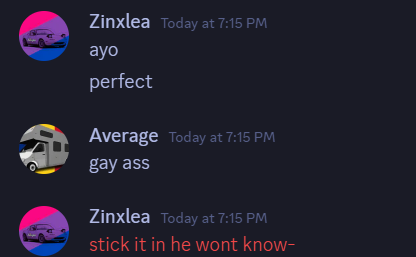 Zinxlea Today at 7:15 PM
ayo
perfect
Average Today at 7:15 PM
gay ass
Zinxlea Today at 7:15 PM
stick it in he wont know-